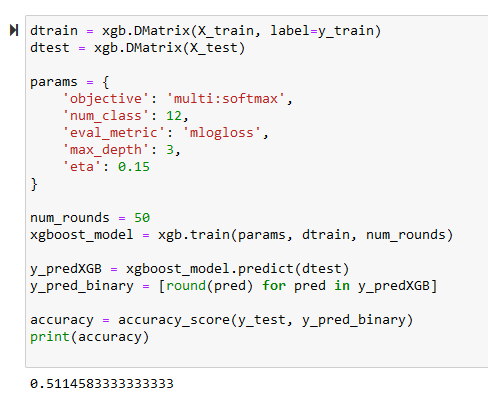 dtrain = xgb.DMatrix(X_train, label=y_train)
dtest = xgb.DMatrix(X_test)
params = {
    'objective': 'multi:softmax',
    'num_class': 12,
    'eval_metric': 'mlogloss',
    'max_depth': 3,
    'eta': 0.15
}
num_rounds = 50
xgboost_model = xgb.train(params, dtrain, num_rounds)
y_predXGB = xgboost_model.predict(dtest)
y_pred_binary = [round(pred) for pred in y_predXGB]
accuracy = accuracy_score(y_test, y_pred_binary)
print(accuracy)
0.5114583333333333